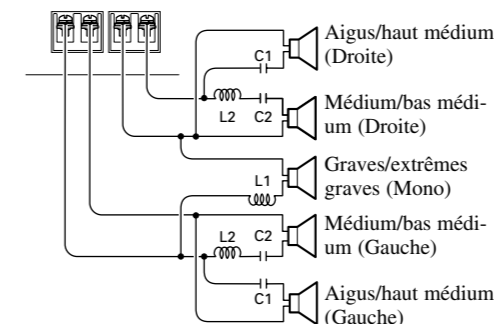 Aigus/haut médium
(Droite)
C1
L2 C2
Médium/bas médi-
um (Droite)
Graves/extrêmes
graves (Mono)
L1
L2 C2
Médium/bas médi-
um (Gauche)
C1
Aigus/haut médium
(Gauche)